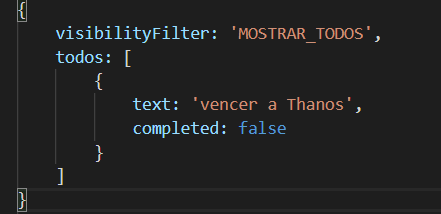 {
visibilityFilter: 'MOSTRAR_TODOS',
todos: [
{
text: 'vencer a Thanos',
completed: false
}
]
}